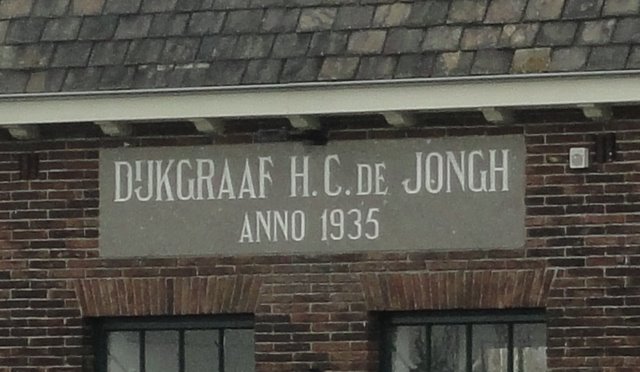 DIJKGRAAF H.C. DE JONGH
ANNO 1935